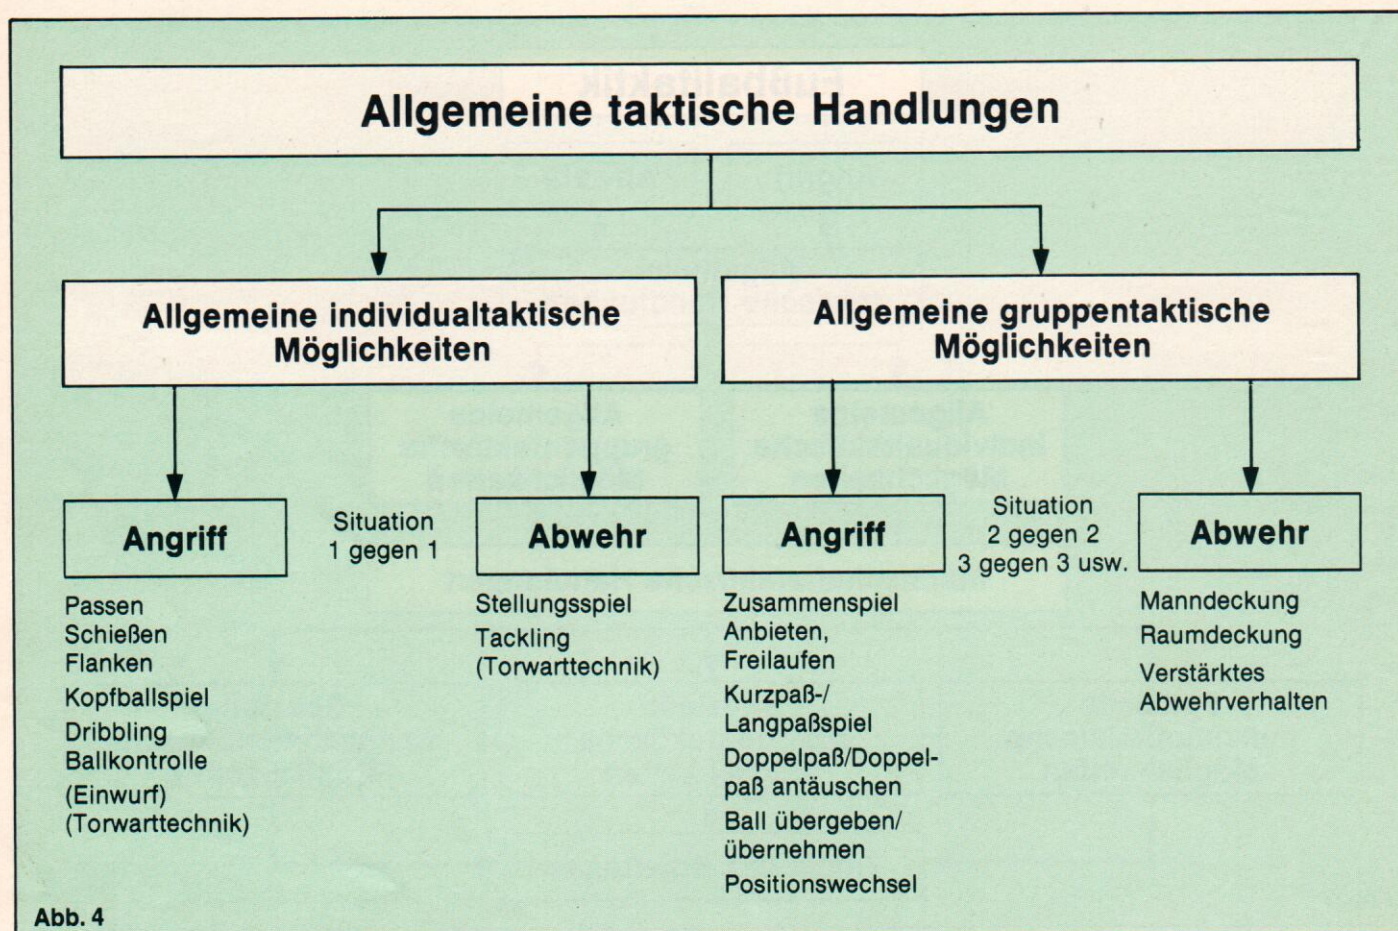 Allgemeine taktische Handlungen
Allgemeine individualtaktische
Möglichkeiten
Allgemeine gruppentaktische
Möglichkeiten
Angriff
Situation
1 gegen 1
Abwehr
Angriff
Situation
2 gegen 2
3 gegen 3 usw.
Abwehr
Passen
Schießen
Flanken
Kopfballspiel
Dribbling
Ballkontrolle
(Einwurf)
(Torwarttechnik)
Stellungsspiel
Tackling
(Torwarttechnik)
Zusammenspiel
Anbieten,
Freilaufen
Kurzpaß-/
Langpaßspiel
Doppelpaß/Doppel-
paß antäuschen
Ball übergeben/
übernehmen
Positionswechsel
Manndeckung
Raumdeckung
Verstärktes
Abwehrverhalten
Abb. 4